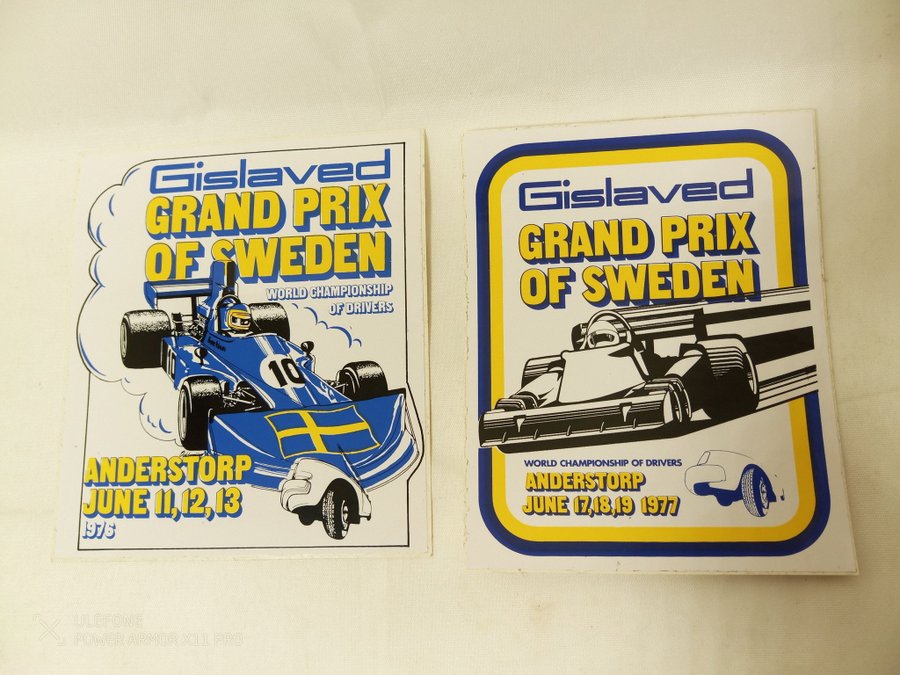 Gislaved
GRAND PRIX
OF SWEDEN
WORLD CHAMPIONSHIP
OF DRIVERS
10
ANDERSTORP
JUNE 11,12,13
1976
Gislaved
GRAND PRIX
OF SWEDEN
WORLD CHAMPIONSHIP OF DRIVERS
ANDERSTORP
JUNE 17,18,19 1977
ULEFONE
POWER ARMOR X11 PRO